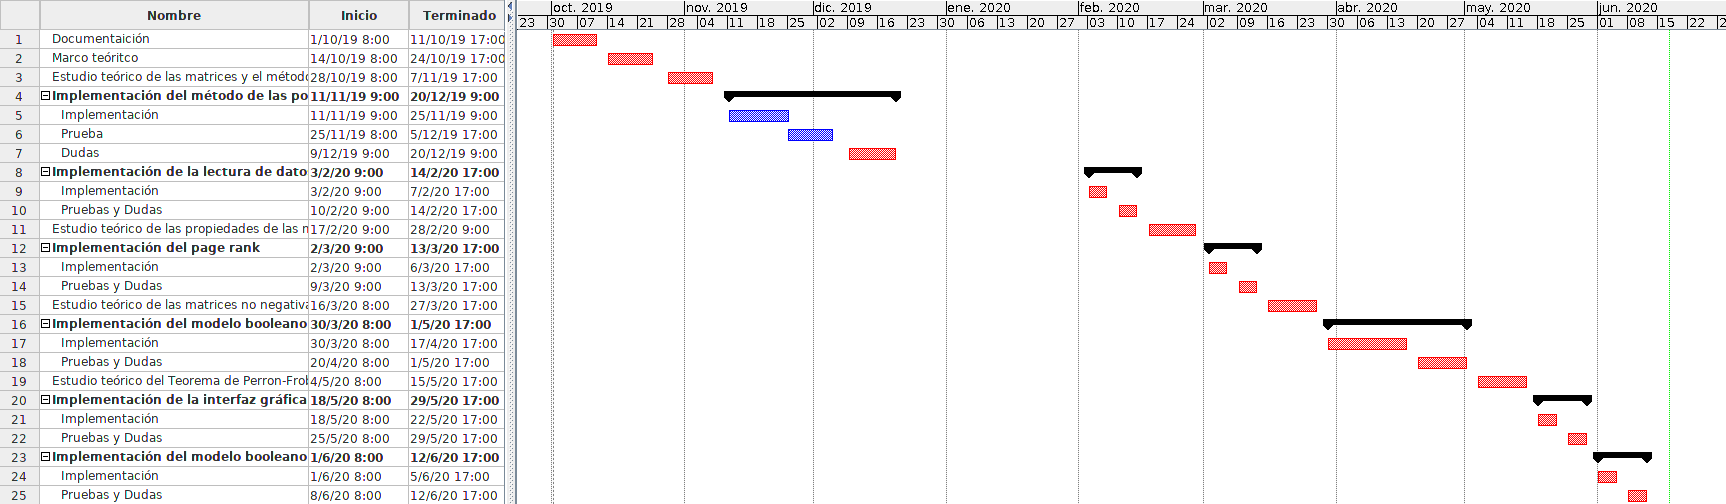 Nombre Inicio Terminado
oct. 2019 nov. 2019 dic. 2019 ene. 2020 feb. 2020 mar. 2020 abr. 2020 may. 2020 jun. 2020
23 30 07 14 21 28 04 11 18 25 02 09 16 23 30 06 13 20 27 03 10 17 24 02 09 16 23 30 06 13 20 27 04 11 18 25 01 08 15 22
1 Documentaición 1/10/19 8:00 11/10/19 17:00
2 Marco teóritco 14/10/19 8:00 24/10/19 17:00
3 Estudio teórico de las matrices y el método 28/10/19 8:00 7/11/19 17:00
4 Implementación del método de las po 11/11/19 9:00 20/12/19 9:00
5 Implementación 11/11/19 9:00 25/11/19 9:00
6 Prueba 25/11/19 8:00 5/12/19 17:00
7 Dudas 9/12/19 9:00 20/12/19 9:00
8 Implementación de la lectura de dato 3/2/20 9:00 14/2/20 17:00
9 Implementación 3/2/20 9:00 7/2/20 17:00
10 Pruebas y Dudas 10/2/20 9:00 14/2/20 17:00
11 Estudio teórico de las propiedades de las m 17/2/20 9:00 28/2/20 9:00
12 Implementación del page rank 2/3/20 9:00 13/3/20 17:00
13 Implementación 2/3/20 9:00 6/3/20 17:00
14 Pruebas y Dudas 9/3/20 9:00 13/3/20 17:00
15 Estudio teórico de las matrices no negativa 16/3/20 8:00 27/3/20 17:00
16 Implementación del modelo booleano 30/3/20 8:00 1/5/20 17:00
17 Implementación 30/3/20 8:00 17/4/20 17:00
18 Pruebas y Dudas 20/4/20 8:00 1/5/20 17:00
19 Estudio teórico del Teorema de Perron-Frob 4/5/20 8:00 15/5/20 17:00
20 Implementación de la interfaz gráfica 18/5/20 8:00 29/5/20 17:00
21 Implementación 18/5/20 8:00 22/5/20 17:00
22 Pruebas y Dudas 25/5/20 8:00 29/5/20 17:00
23 Implementación del modelo booleano 1/6/20 8:00 12/6/20 17:00
24 Implementación 1/6/20 8:00 5/6/20 17:00
25 Pruebas y Dudas 8/6/20 8:00 12/6/20 17:00